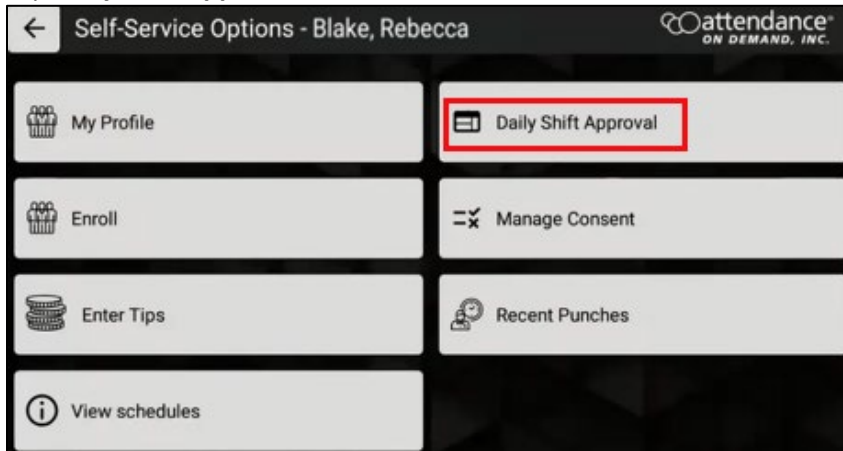 Self-Service Options - Blake, Rebecca
attendance
ON DEMAND, INC.
My Profile
Daily Shift Approval
Enroll
Manage Consent
Enter Tips
Recent Punches
View schedules